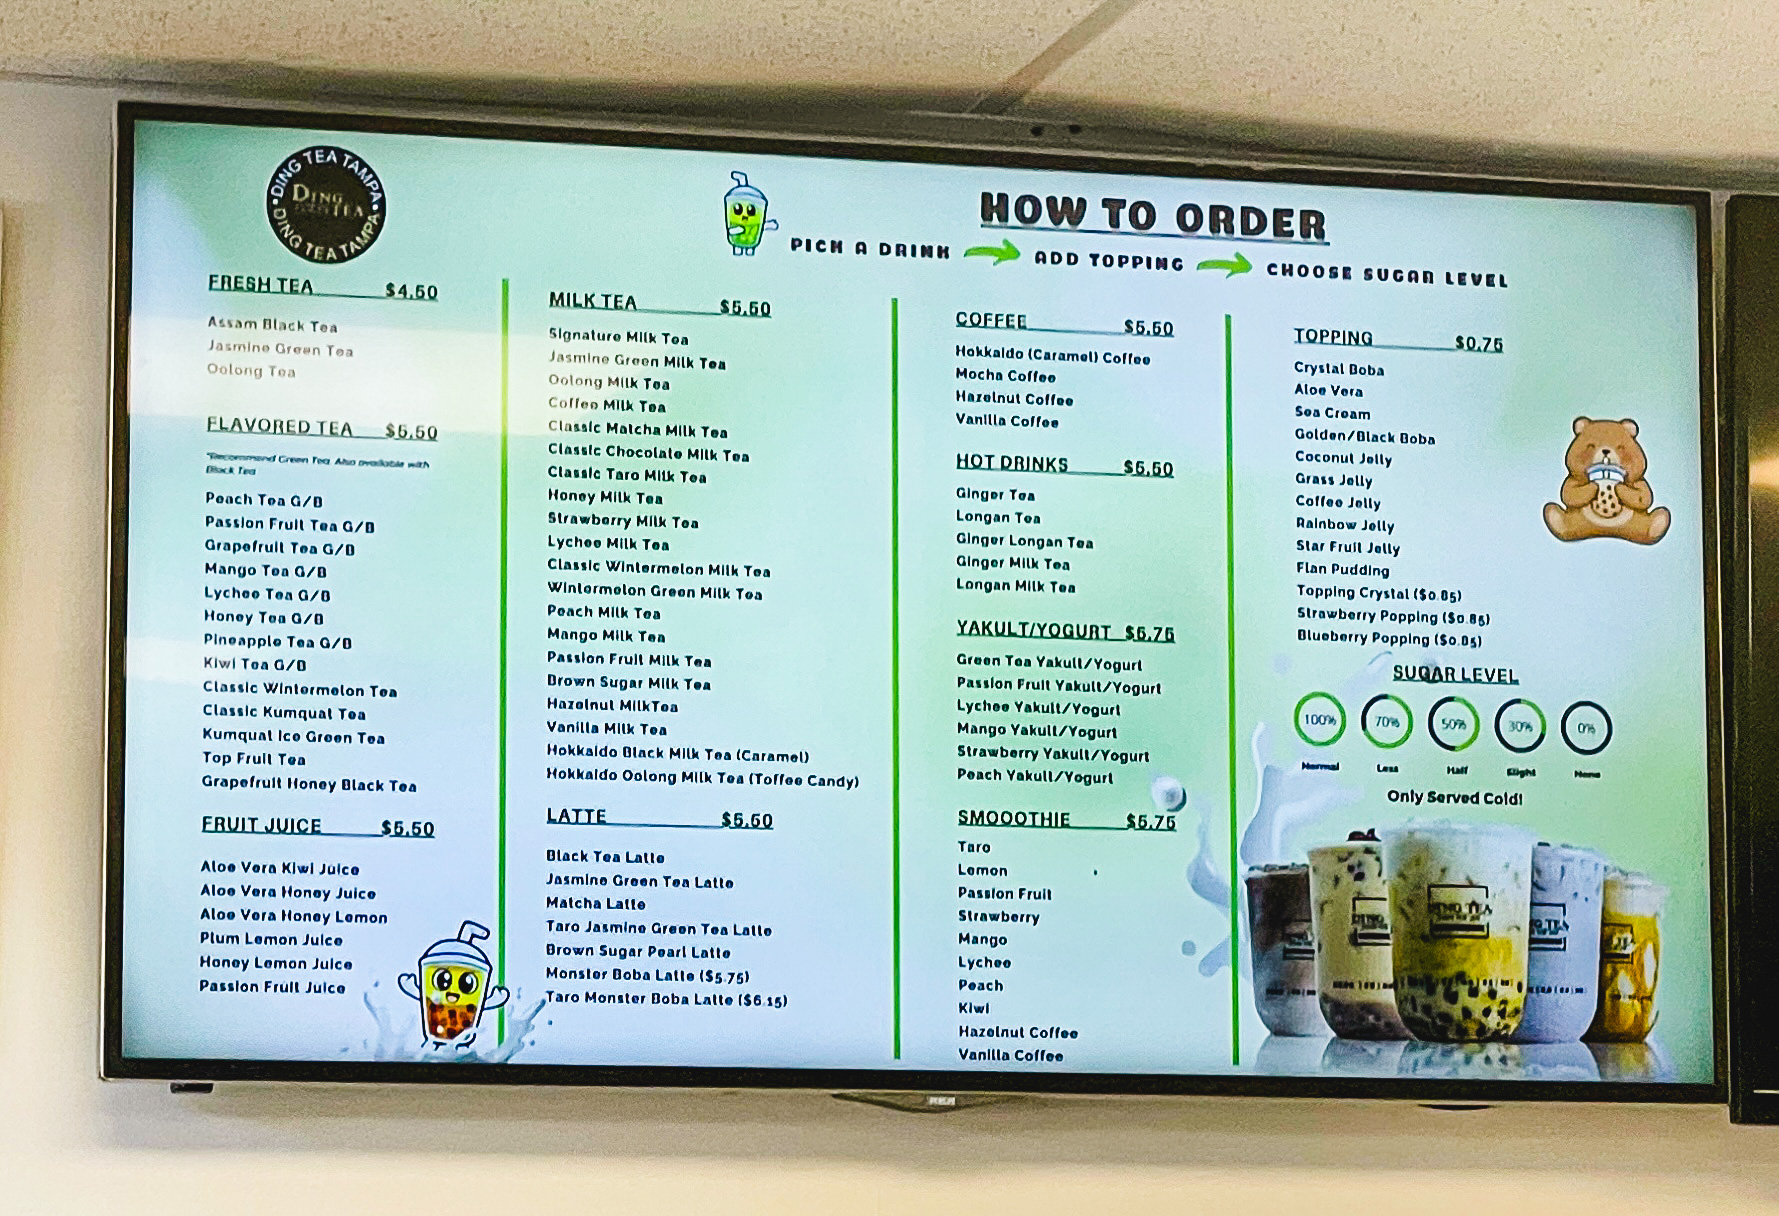 DING TEA TAMPA
DING TEA
DING TEA TAMPA
HOW TO ORDER
PICK A DRINK ADD TOPPING CHOOSE SUGAR LEVEL
FRESH TEA $4.50
Assam Black Tea
Jasmine Green Tea
Oolong Tea
FLAVORED TEA $5.50
*Recommend Green Tea. Also available with
Black Tea
Peach Tea G/B
Passion Fruit Tea G/B
Grapefruit Tea G/B
Mango Tea G/B
Lychee Tea G/B
Honey Tea G/B
Pineapple Tea G/B
Kiwi Tea G/B
Classic Wintermelon Tea
Classic Kumquat Tea
Kumquat Ice Green Tea
Top Fruit Tea
Grapefruit Honey Black Tea
FRUIT JUICE $5.50
Aloe Vera Kiwi Juice
Aloe Vera Honey Juice
Aloe Vera Honey Lemon
Plum Lemon Juice
Honey Lemon Juice
Passion Fruit Juice
MILK TEA $5.50
Signature Milk Tea
Jasmine Green Milk Tea
Oolong Milk Tea
Coffee Milk Tea
Classic Matcha Milk Tea
Classic Chocolate Milk Tea
Classic Taro Milk Tea
Honey Milk Tea
Strawberry Milk Tea
Lychee Milk Tea
Classic Wintermelon Milk Tea
Wintermelon Green Milk Tea
Peach Milk Tea
Mango Milk Tea
Passion Fruit Milk Tea
Brown Sugar Milk Tea
Hazelnut MilkTea
Vanilla Milk Tea
Hokkaido Black Milk Tea (Caramel)
Hokkaido Oolong Milk Tea (Toffee Candy)
LATTE $5.50
Black Tea Latte
Jasmine Green Tea Latte
Matcha Latte
Taro Jasmine Green Tea Latte
Brown Sugar Pearl Latte
Monster Boba Latte ($5.75)
Taro Monster Boba Latte ($6.15)
COFFEE $5.50
Hokkaido (Caramel) Coffee
Mocha Coffee
Hazelnut Coffee
Vanilla Coffee
HOT DRINKS $5.50
Ginger Tea
Longan Tea
Ginger Longan Tea
Ginger Milk Tea
Longan Milk Tea
YAKULT/YOGURT $5.75
Green Tea Yakult/Yogurt
Passion Fruit Yakult/Yogurt
Lychee Yakult/Yogurt
Mango Yakult/Yogurt
Strawberry Yakult/Yogurt
Peach Yakult/Yogurt
SMOOOTHIE $5.75
Taro
Lemon
Passion Fruit
Strawberry
Mango
Lychee
Peach
Kiwi
Hazelnut Coffee
Vanilla Coffee
TOPPING $0.75
Crystal Boba
Aloe Vera
Sea Cream
Golden/Black Boba
Coconut Jelly
Grass Jelly
Coffee Jelly
Rainbow Jelly
Star Fruit Jelly
Flan Pudding
Topping Crystal ($0.85)
Strawberry Popping ($0.85)
Blueberry Popping ($0.85)
SUGAR LEVEL
100% 70% 50% 30% 0%
Normal Less Half Slight None
Only Served Cold!
DING TEA